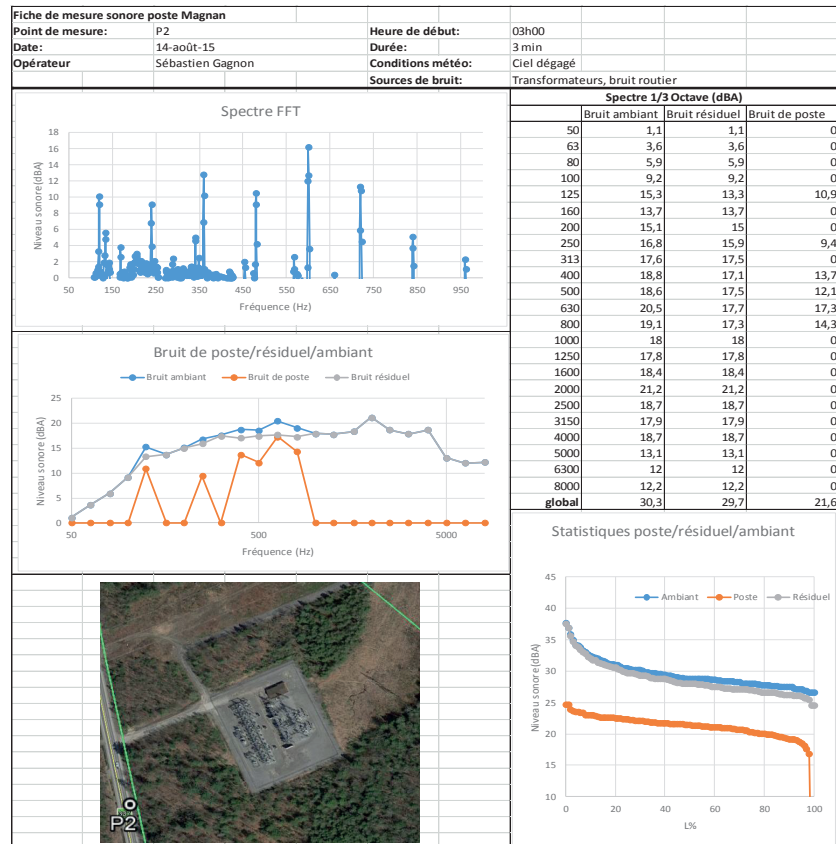 Fiche de mesure sonore poste Magnan
Point de mesure: P2 Heure de début: 03h00
Date: 14-août-15 Durée: 3 min
Opérateur Sébastien Gagnon Conditions météo: Ciel dégagé
Sources de bruit: Transformateurs, bruit routier
Spectre FFT
Niveau sonore (dBA)
18
16
14
12
10
8
6
4
2
0
50 150 250 350 450 550 650 750 850 950
Fréquence (Hz)
Spectre 1/3 Octave (dBA)
Bruit ambiant Bruit résiduel Bruit de poste
50 1,1 1,1 0
63 3,6 3,6 0
80 5,9 5,9 0
100 9,2 9,2 0
125 15,3 13,3 10,9
160 13,7 13,7 0
200 15,1 15 0
250 16,8 15,9 9,4
313 17,6 17,5 0
400 18,8 17,1 13,7
500 18,6 17,5 12,1
630 20,5 17,7 17,3
800 19,1 17,3 14,3
1000 18 18 0
1250 17,8 17,8 0
1600 18,4 18,4 0
2000 21,2 21,2 0
2500 18,7 18,7 0
3150 17,9 17,9 0
4000 18,7 18,7 0
5000 13,1 13,1 0
6300 12 12 0
8000 12,2 12,2 0
global 30,3 29,7 21,6
Bruit de poste/résiduel/ambiant
Bruit ambiant Bruit de poste Bruit résiduel
Niveau sonore (dBA)
25
20
15
10
5
0
50 500 5000
Fréquence (Hz)
Statistiques poste/résiduel/ambiant
Ambiant Poste Résiduel
Niveau sonore (dBA)
45
40
35
30
25
20
15
10
0 20 40 60 80 100
L%
P2